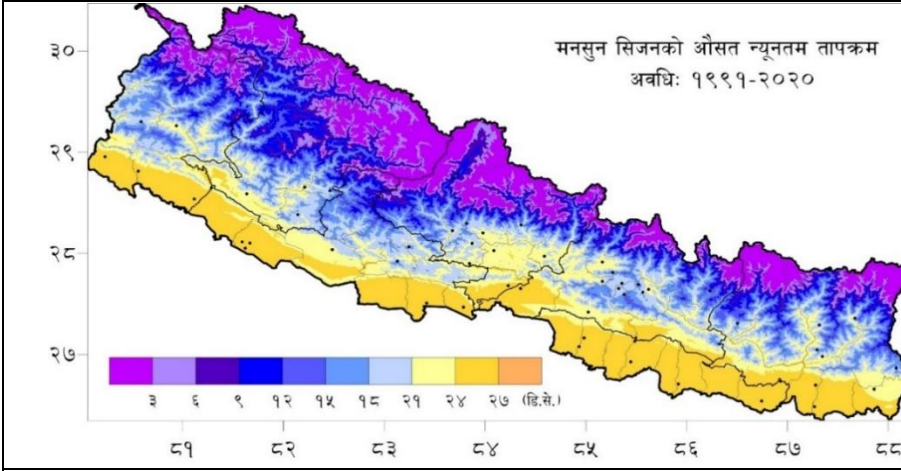 मनसुन सिजनको औसत न्यूनतम तापक्रम
अवधिः १९९१-२०२०
३०
२९
२८
२७
३ ६ ९ १२ १५ १८ २१ २४ २७ (डि.से.)
८१ ८२ ८३ ८४ ८५ ८६ ८७ ८८